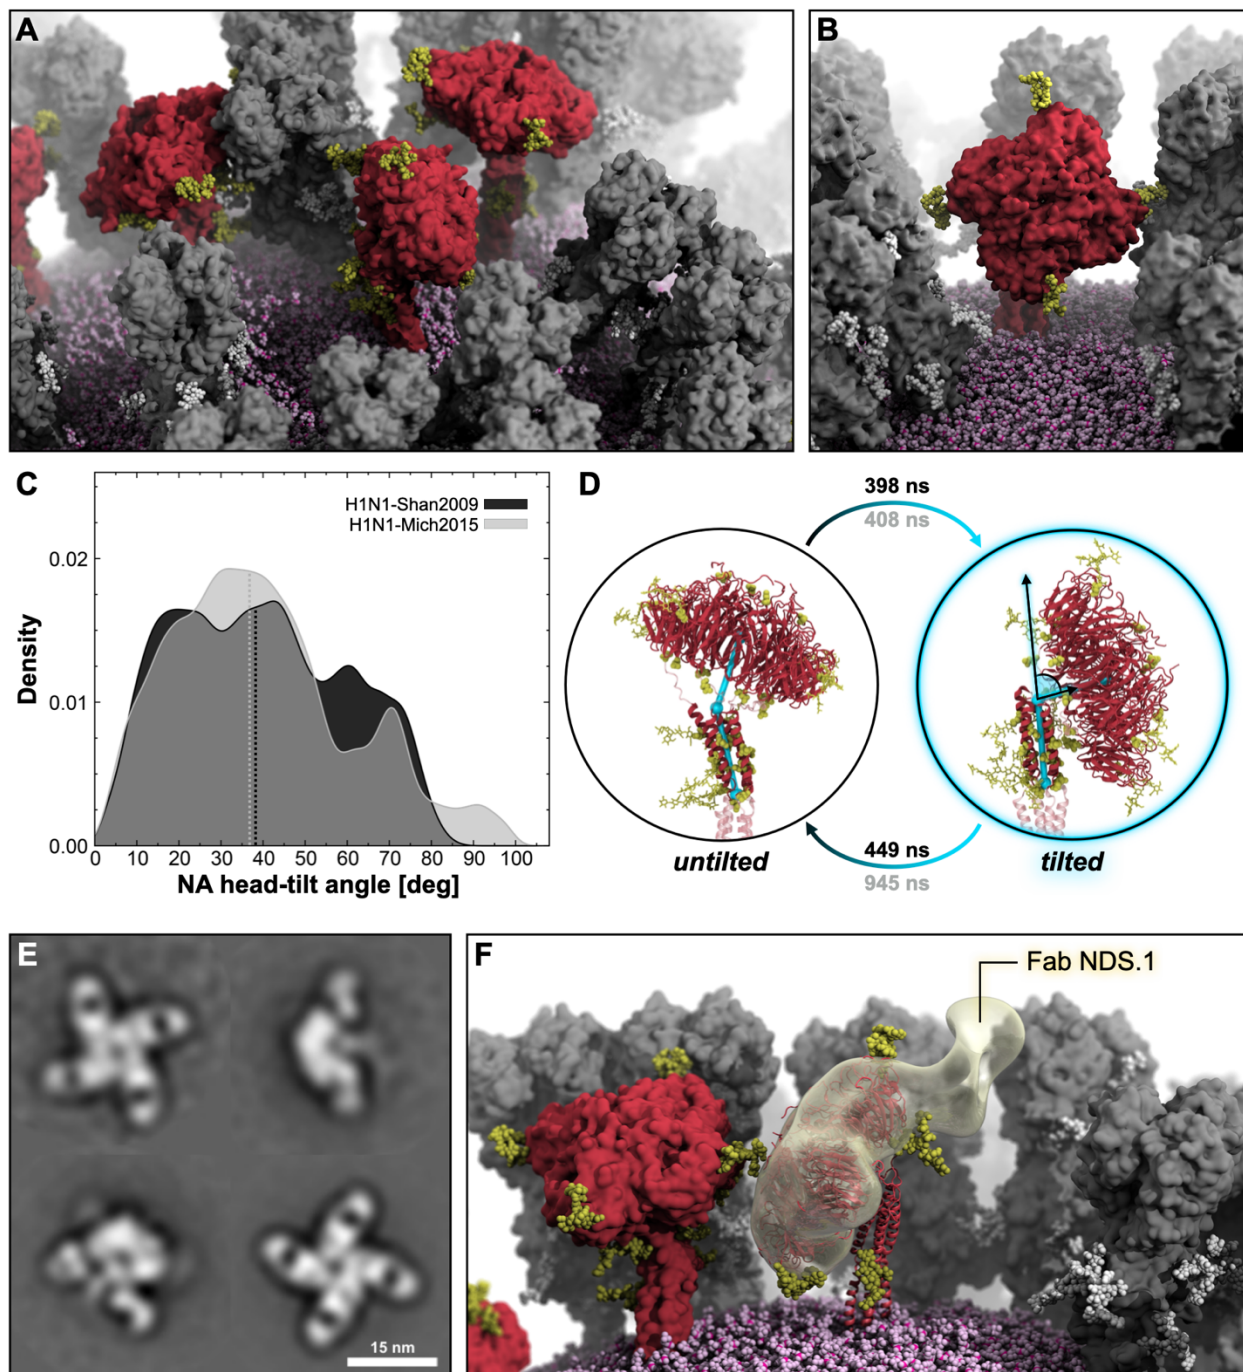 A
B
C
H1N1-Shan2009
H1N1-Mich2015
0.02
0.01
0.00
Density
0 10 20 30 40 50 60 70 80 90 100
NA head-tilt angle [deg]
D
398 ns
408 ns
untilted
tilted
449 ns
945 ns
E
15 nm
F
Fab NDS.1